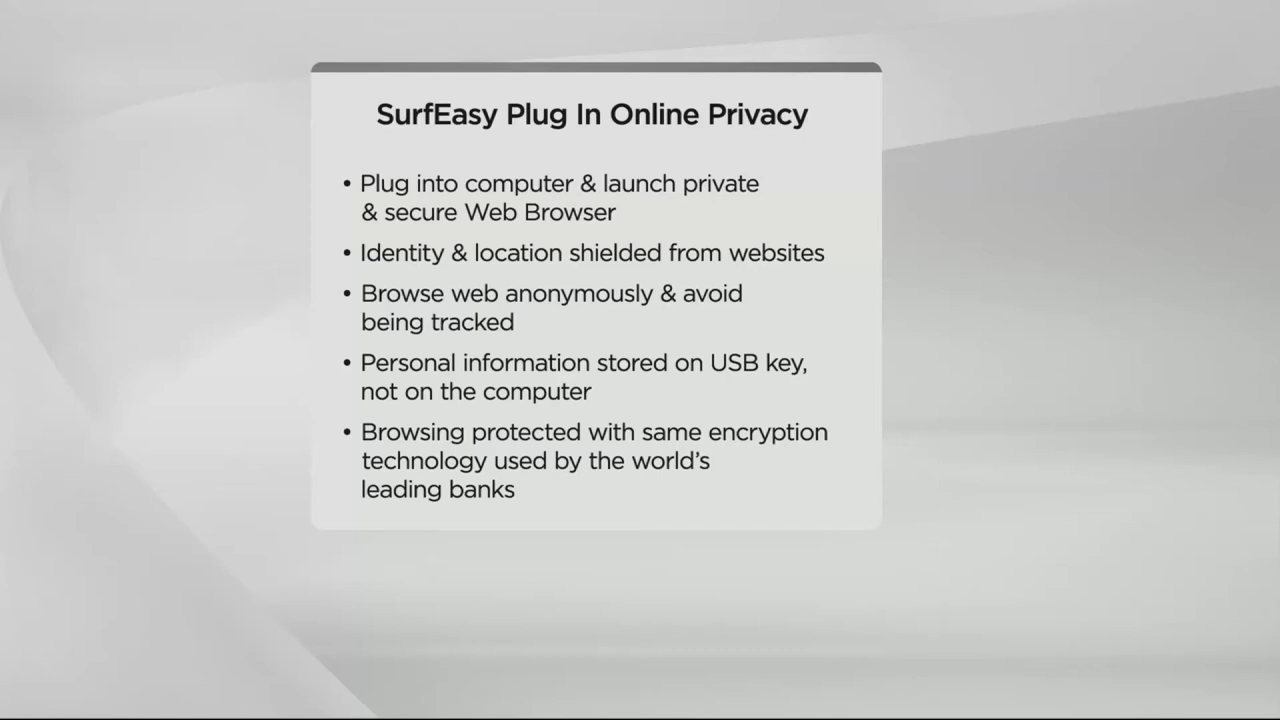 SurfEasy Plug In Online Privacy
• Plug into computer & launch private
& secure Web Browser
• Identity & location shielded from websites
• Browse web anonymously & avoid
being tracked
• Personal information stored on USB key,
not on the computer
• Browsing protected with same encryption
technology used by the world’s
leading banks